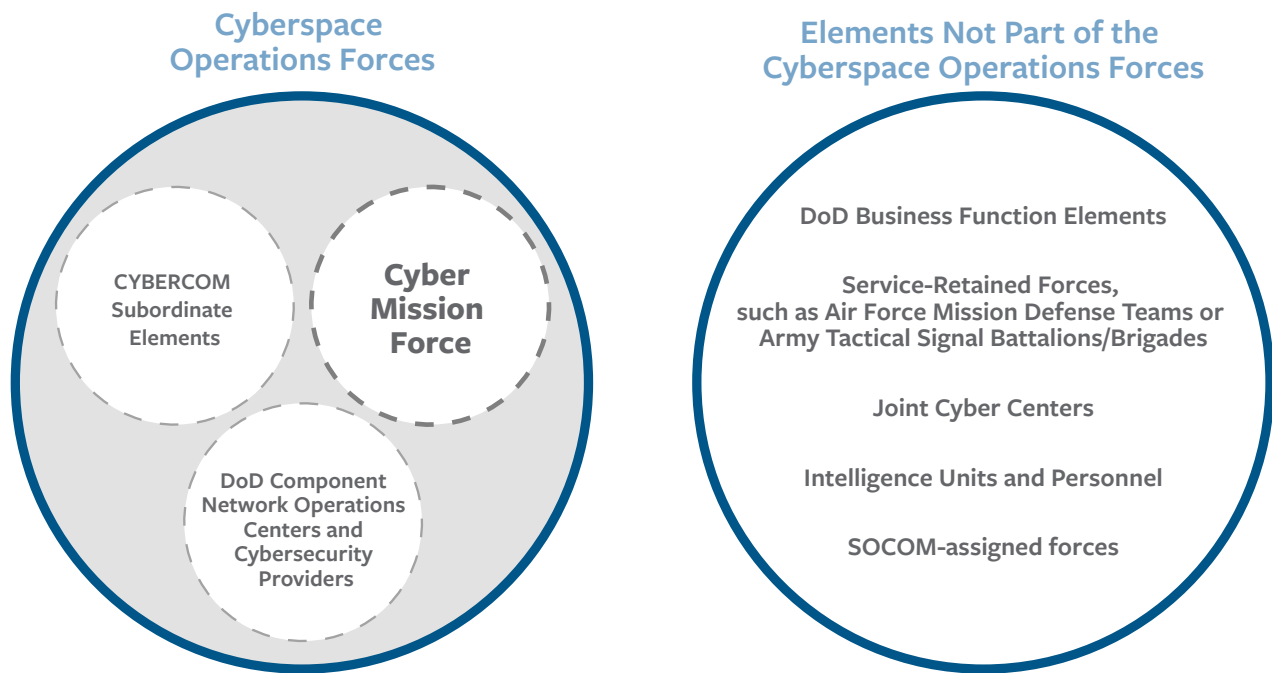 Cyberspace
Operations Forces
CYBERCOM
Subordinate
Elements
Cyber
Mission
Force
DoD Component
Network Operations
Centers and
Cybersecurity
Providers
Elements Not Part of the
Cyberspace Operations Forces
DoD Business Function Elements
Service-Retained Forces,
such as Air Force Mission Defense Teams or
Army Tactical Signal Battalions/Brigades
Joint Cyber Centers
Intelligence Units and Personnel
SOCOM-assigned forces